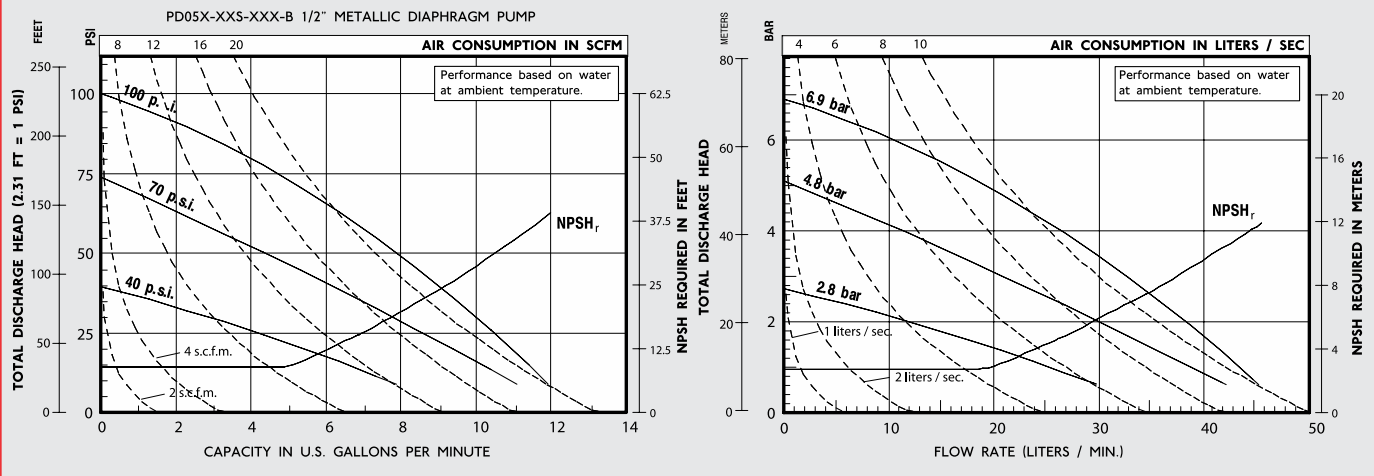 PD05X-XXS-XXX-B 1/2" METALLIC DIAPHRAGM PUMP
FEET
PSI
8 12 16 20 AIR CONSUMPTION IN SCFM
Performance based on water
at ambient temperature.
TOTAL DISCHARGE HEAD (2.31 FT = 1 PSI)
250
200
150
100
50
0
100
75
50
25
0
100 p.s.i.
70 p.s.i.
40 p.s.i.
4 s.c.f.m.
2 s.c.f.m.
NPSHr
62.5
50
37.5
25
12.5
0
NPSH REQUIRED IN FEET
0 2 4 6 8 10 12 14
CAPACITY IN U.S. GALLONS PER MINUTE
METERS
BAR
4 6 8 10 AIR CONSUMPTION IN LITERS / SEC
Performance based on water
at ambient temperature.
TOTAL DISCHARGE HEAD
80
60
40
20
0
6
4
2
0
6.9 bar
4.8 bar
2.8 bar
1 liters / sec.
2 liters / sec.
NPSHr
20
16
12
8
4
0
NPSH REQUIRED IN METERS
0 10 20 30 40 50
FLOW RATE (LITERS / MIN.)